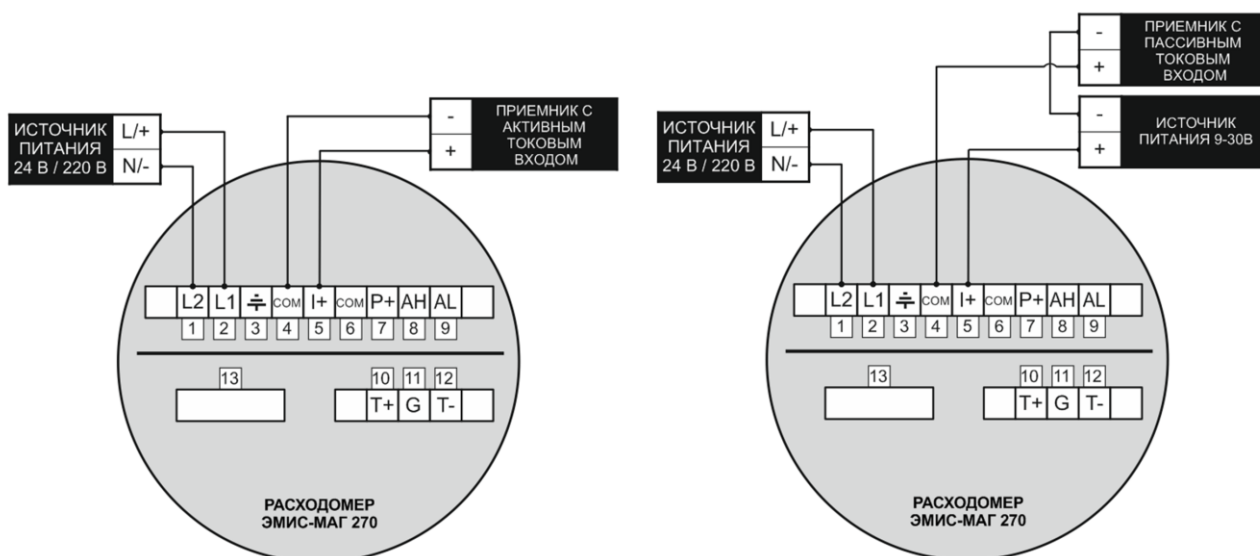 ИСТОЧНИК
ПИТАНИЯ
24 В / 220 В
L/+
N/-
-
+
ПРИЕМНИК С
АКТИВНЫМ
ТОКОВЫМ
ВХОДОМ
L2 L1 COM I+ COM P+ AH AL
1 2 3 4 5 6 7 8 9
13 10 11 12
T+ G T-
РАСХОДОМЕР
ЭМИС-МАГ 270
ИСТОЧНИК
ПИТАНИЯ
24 В / 220 В
L/+
N/-
-
+
ПРИЕМНИК С
ПАССИВНЫМ
ТОКОВЫМ
ВХОДОМ
-
+
ИСТОЧНИК
ПИТАНИЯ 9-30В
L2 L1 COM I+ COM P+ AH AL
1 2 3 4 5 6 7 8 9
13 10 11 12
T+ G T-
РАСХОДОМЕР
ЭМИС-МАГ 270